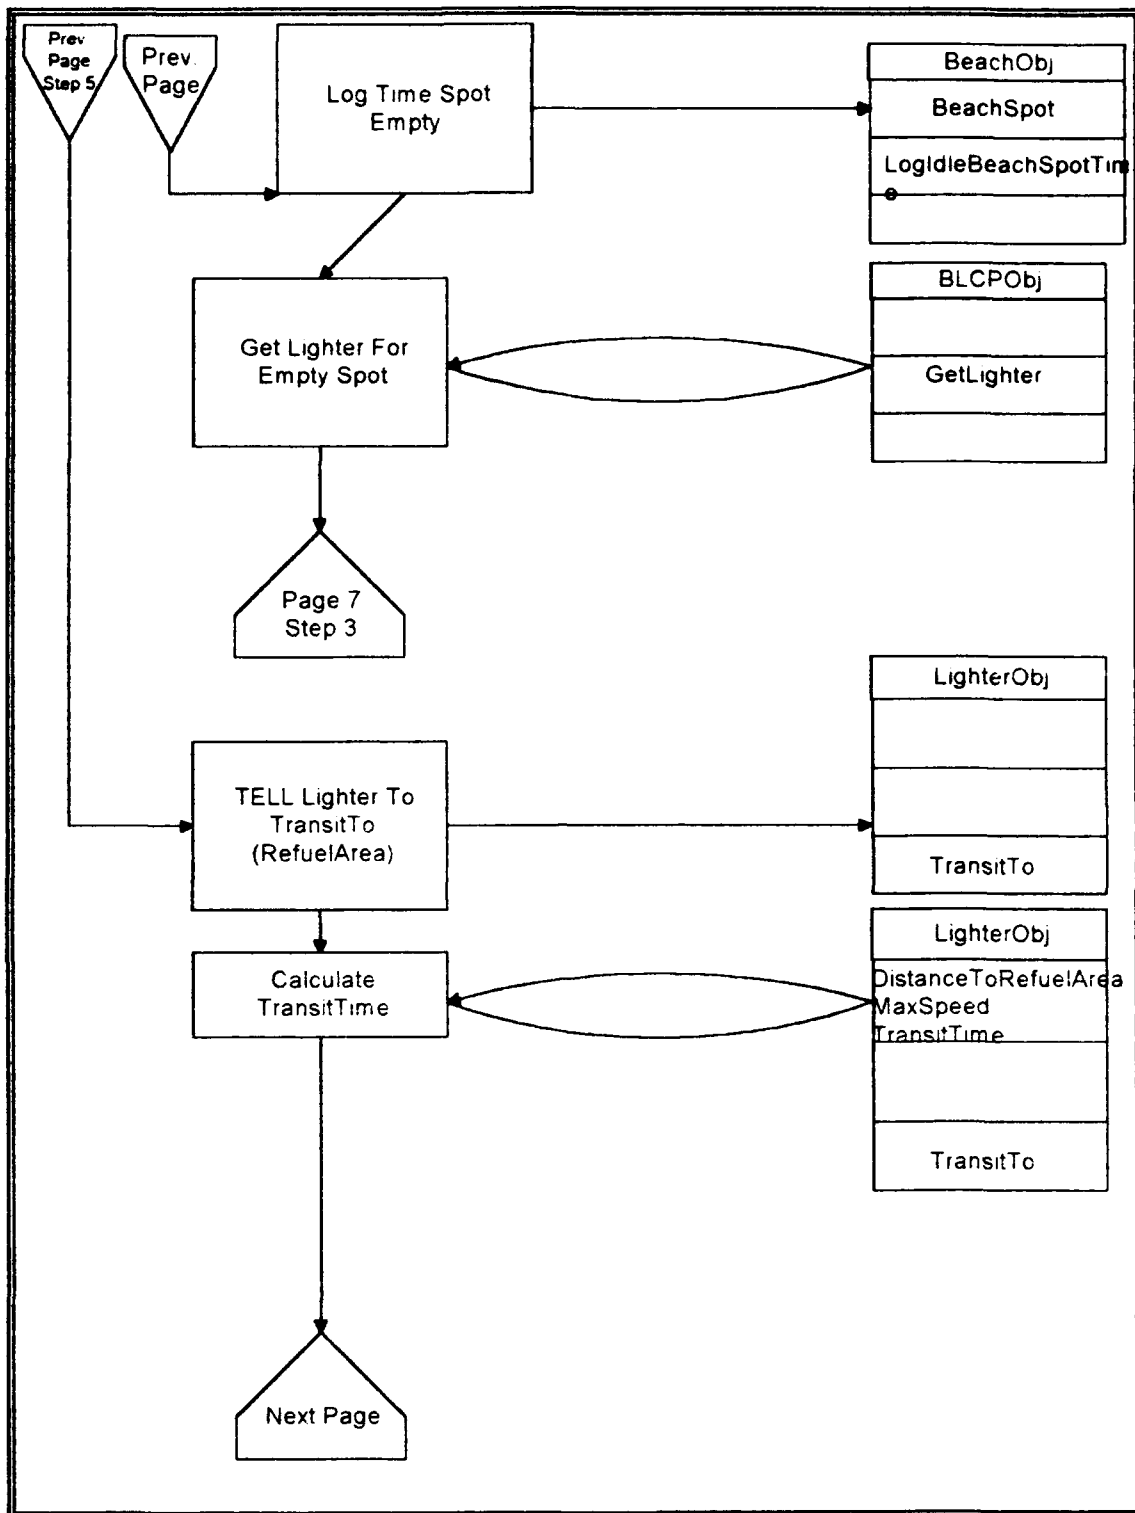 Prev
Page
Step 5
Prev.
Page
Log Time Spot
Empty
BeachObj
BeachSpot
LogIdleBeachSpotTim
e
Get Lighter For
Empty Spot
BLCPObj
GetLighter
Page 7
Step 3
LighterObj
TELL Lighter To
TransitTo
(RefuelArea)
TransitTo
LighterObj
Calculate
TransitTime
DistanceToRefuelArea
MaxSpeed
TransitTime
TransitTo
Next Page